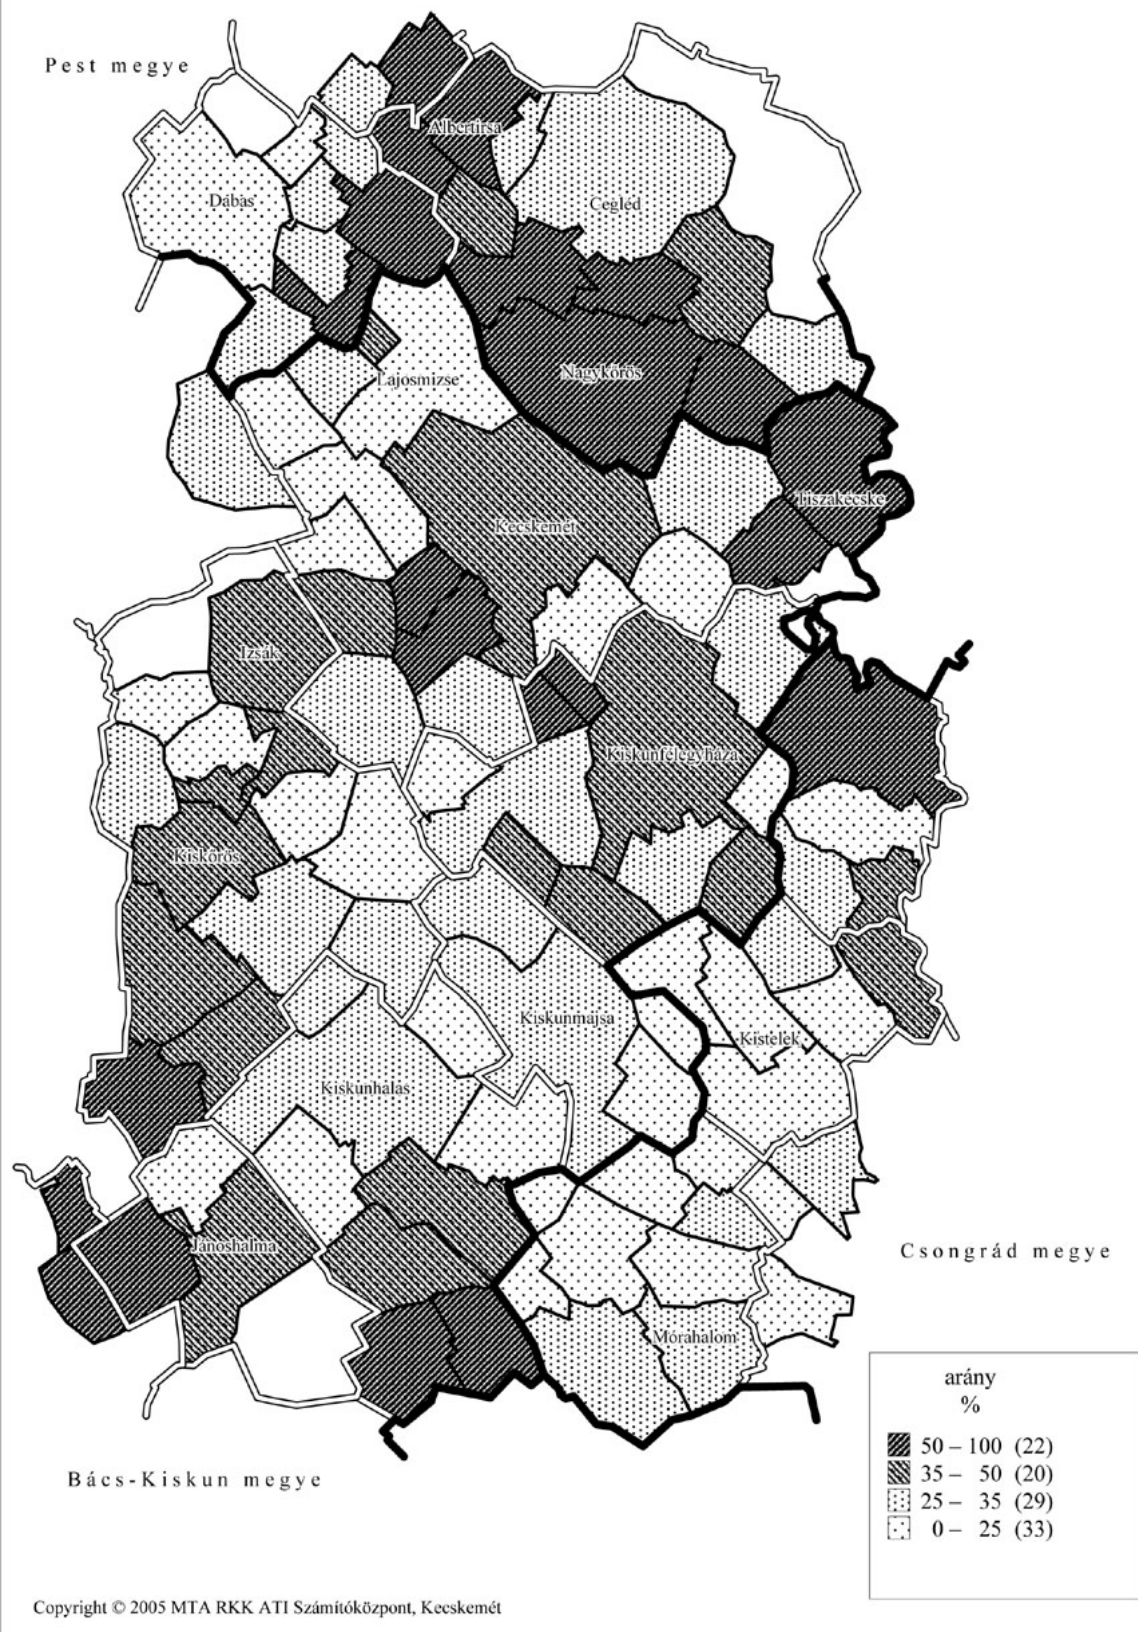 Pest megye
Albertirsa
Dabas
Cegléd
Nagykőrös
Lajosmizse
Tiszakécske
Kecskemét
Izsák
Kiskunfélegyháza
Kiskőrös
Kiskunmajsa
Kistelek
Kiskunhalas
Jánoshalma
Csongrád megye
Mórahalom
arány
%
50 – 100 (22)
35 – 50 (20)
25 – 35 (29)
0 – 25 (33)
Bács-Kiskun megye
Copyright © 2005 MTA RKK ATI Számítóközpont, Kecskemét